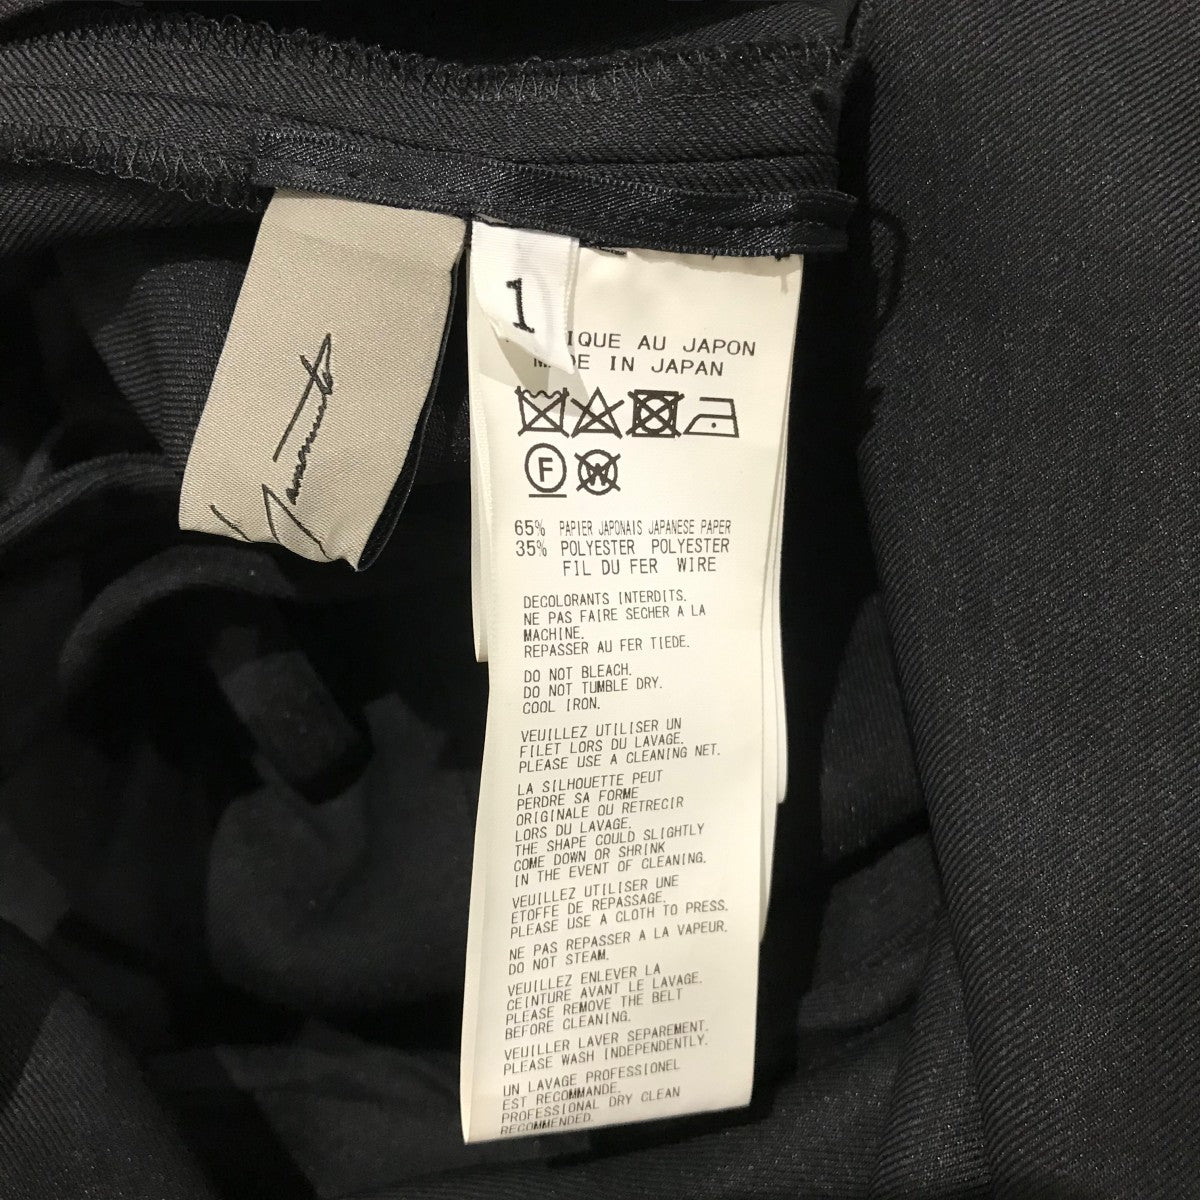 Yamamoto
1
IQUE AU JAPON
DE IN JAPAN
F W
65% PAPIER JAPONAIS JAPANESE PAPER
35% POLYESTER POLYESTER
FIL DU FER WIRE
DECOLORANTS INTERDITS.
NE PAS FAIRE SECHER A LA
MACHINE.
REPASSER AU FER TIEDE.
DO NOT BLEACH.
DO NOT TUMBLE DRY.
COOL IRON.
VEUILLEZ UTILISER UN
FILET LORS DU LAVAGE.
PLEASE USE A CLEANING NET.
LA SILHOUETTE PEUT
PERDRE SA FORME
ORIGINALE OU RETRECIR
LORS DU LAVAGE.
THE SHAPE COULD SLIGHTLY
COME DOWN OR SHRINK
IN THE EVENT OF CLEANING.
VEUILLEZ UTILISER UNE
ETOFFE DE REPASSAGE.
PLEASE USE A CLOTH TO PRESS.
NE PAS REPASSER A LA VAPEUR.
DO NOT STEAM.
VEUILLEZ ENLEVER LA
CEINTURE AVANT LE LAVAGE.
PLEASE REMOVE THE BELT
BEFORE CLEANING.
VEUILLER LAVER SEPAREMENT.
PLEASE WASH INDEPENDENTLY.
UN LAVAGE PROFESSIONEL
EST RECOMMANDE.
PROFESSIONAL DRY CLEAN
RECOMMENDED.